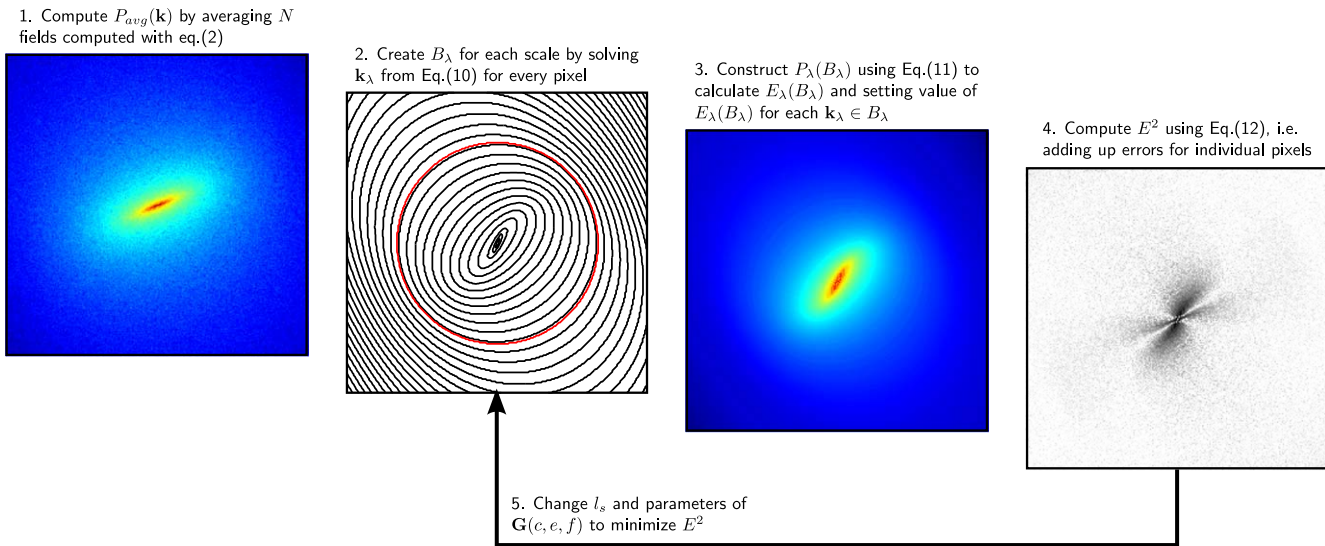 1. Compute P_{avg}(𝐤) by averaging N
fields computed with eq.(2)
2. Create B_λ for each scale by solving
𝐤_λ from Eq.(10) for every pixel
3. Construct P_λ(B_λ) using Eq.(11) to
calculate E_λ(B_λ) and setting value of
E_λ(B_λ) for each 𝐤_λ ∈ B_λ
4. Compute E² using Eq.(12), i.e.
adding up errors for individual pixels
5. Change l_s and parameters of
𝐆(c, e, f) to minimize E²